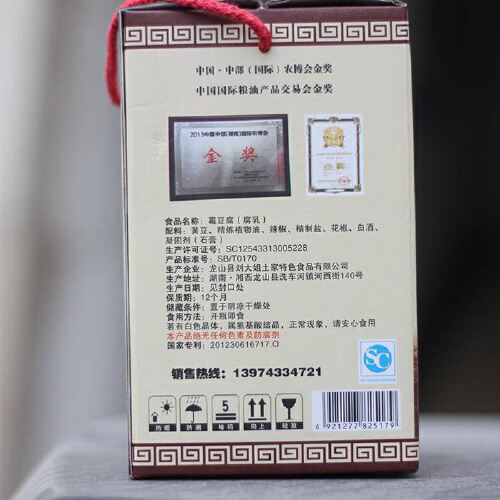 中国·中部（国际）农博会金奖
中国国际粮油产品交易会金奖
2013中国中部(湖南)国际农博会
金奖
食品名称：霉豆腐（腐乳）
配料：黄豆、精炼植物油、辣椒、精制盐、花椒、白酒、
凝固剂（石膏）
生产许可证号：SC12543313005228
产品标准号：SB/T0170
生产企业：龙山县刘大姐土家特色食品有限公司
生产地址：湖南·湘西龙山县洗车河镇河西街140号
生产日期：见封口处
保质期：12个月
储藏条件：置于阴凉干燥处
食用方法：开瓶即食
若有白色晶体，属氨基酸结晶，正常现象，请安心食用
本产品绝无任何色素及防腐剂
国家专利：201230616717.O
SC
销售热线：13974334721
5
防晒
防潮
堆码
向上
轻放
6 921277 825179